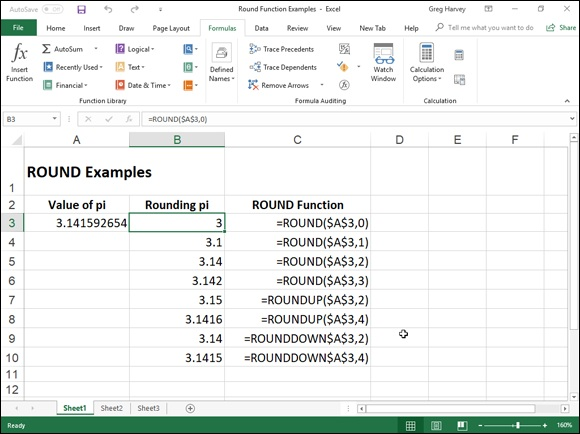 AutoSave Off Round Function Examples - Excel Greg Harvey
File Home Insert Draw Page Layout Formulas Data Review View New Tab Help Tell me what you want to do Share
Insert
Function
AutoSum
Recently Used
Financial
Logical
Text
Date & Time
Function Library
Defined
Names
Trace Precedents
Trace Dependents
Remove Arrows
Formula Auditing
Watch
Window
Calculation
Options
Calculation
B3 fx =ROUND($A$3,0)
A B C D E F
1 ROUND Examples
2 Value of pi Rounding pi ROUND Function
3 3.141592654 3 =ROUND($A$3,0)
4 3.1 =ROUND($A$3,1)
5 3.14 =ROUND($A$3,2)
6 3.142 =ROUND($A$3,3)
7 3.15 =ROUNDUP($A$3,2)
8 3.1416 =ROUNDUP($A$3,4)
9 3.14 =ROUNDDOWN$A$3,2)
10 3.1415 =ROUNDDOWN$A$3,4)
11
12
Sheet1 Sheet2 Sheet3
Ready 160%